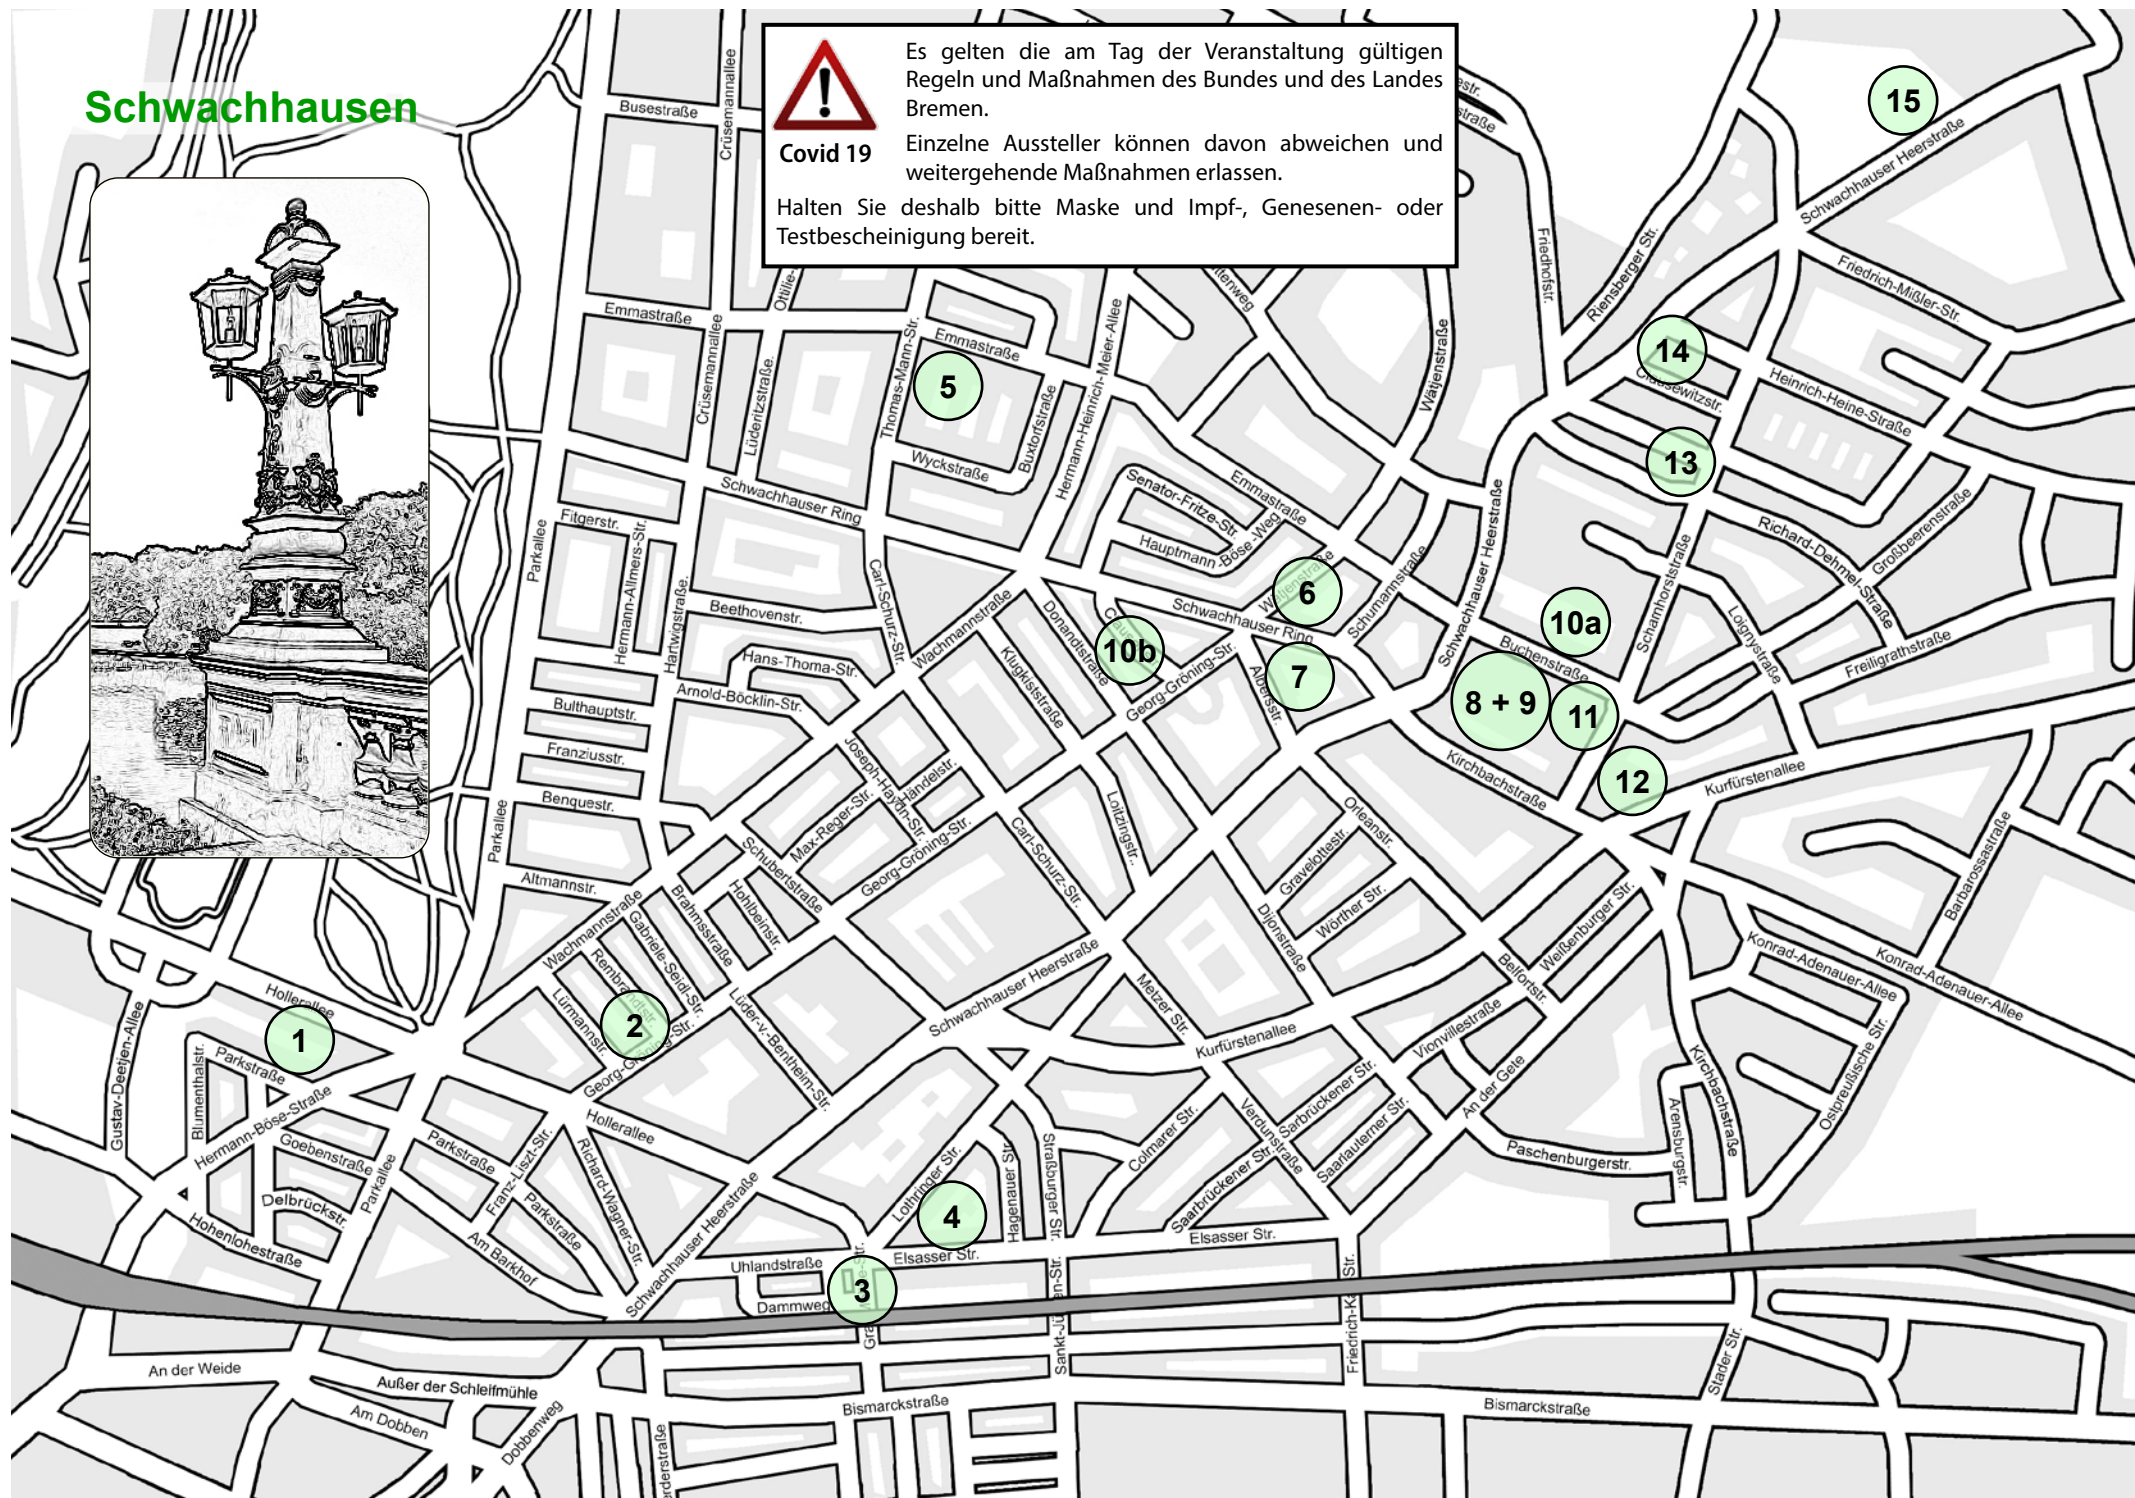 Schwachhausen
Covid 19
Es gelten die am Tag der Veranstaltung gültigen
Regeln und Maßnahmen des Bundes und des Landes
Bremen.
Einzelne Aussteller können davon abweichen und
weitergehende Maßnahmen erlassen.
Halten Sie deshalb bitte Maske und Impf-, Genesenen- oder
Testbescheinigung bereit.
15
Busestraße
Crüsemannallee
Schwachhauser Heerstraße
Friedhofstr.
Riensberger Str.
Friedrich-Mißler-Str.
Emmastraße
Crüsemannallee
Lüderitzstraße.
Thomas-Mann-Str.
Emmastraße
5
Buxtorfstraße
Wyckstraße
Hermann-Heinrich-Meier-Allee
Wätjenstraße
14
Clausewitzstr.
Heinrich-Heine-Straße
13
Schwachhauser Ring
Senator-Fritze-Str.
Hauptmann-Böse-Weg
Emmastraße
Schwachhauser Heerstraße
Richard-Dehmel-Straße
Großbeerenstraße
Scharnhorststraße
Loignystraße
Freiligrathstraße
Parkallee
Fitgerstr.
Hermann-Allmers-Str.
Hartwigstraße.
Beethovenstr.
Carl-Schurz-Str.
Wachmannstraße
Hans-Thoma-Str.
Arnold-Böcklin-Str.
Klugkiststraße
Donandtstraße
10b
Schwachhauser Ring
Wätjenstraße
6
7
Albersstr.
Schumannstraße
Georg-Gröning-Str.
Schwachhauser Heerstraße
10a
Buchenstraße
8 + 9
11
12
Kirchbachstraße
Kurfürstenallee
Bulthauptstr.
Franziusstr.
Benquestr.
Parkallee
Altmannstr.
Joseph-Haydn-Str.
Händelstr.
Max-Reger-Str.
Schubertstraße
Georg-Gröning-Str.
Carl-Schurz-Str.
Loitzingstr.
Orleanstr.
Gravelottestr.
Wörther Str.
Dijonstraße
Barbarossastraße
Wachmannstraße
Brahmsstraße
Holbeinstr.
Gabriele-Seidl-Str.
Lürmannstr.
2
Georg-Gröning-Str.
Lüder-v.-Bentheim-Str.
Schwachhauser Heerstraße
Metzer Str.
Kurfürstenallee
Belfortstr.
Weißenburger Str.
Vionvillestraße
Konrad-Adenauer-Allee
Konrad-Adenauer-Allee
Hollerallee
1
Gustav-Deetjen-Allee
Blumenthalstr.
Parkstraße
Hermann-Böse-Straße
Goebenstraße
Delbrückstr.
Hohenlohestraße
Parkallee
Parkstraße
Franz-Liszt-Str.
Parkstraße
Am Barkhof
Richard-Wagner-Str.
Hollerallee
Schwachhauser Heerstraße
Lothringer Str.
4
Hagenauer Str.
Straßburger Str.
Colmarer Str.
Verdunstraße
Sarbrückener Str.
Saarbrückener Str.
Saarlauterner Str.
An der Gete
Paschenburgerstr.
Arensburgstr.
Kirchbachstraße
Ostpreußische Str.
Uhlandstraße
Elsasser Str.
Elsasser Str.
3
Dammweg
An der Weide
Außer der Schleifmühle
Am Dobben
Dobbenweg
Bismarckstraße
Bismarckstraße
Stader Str.